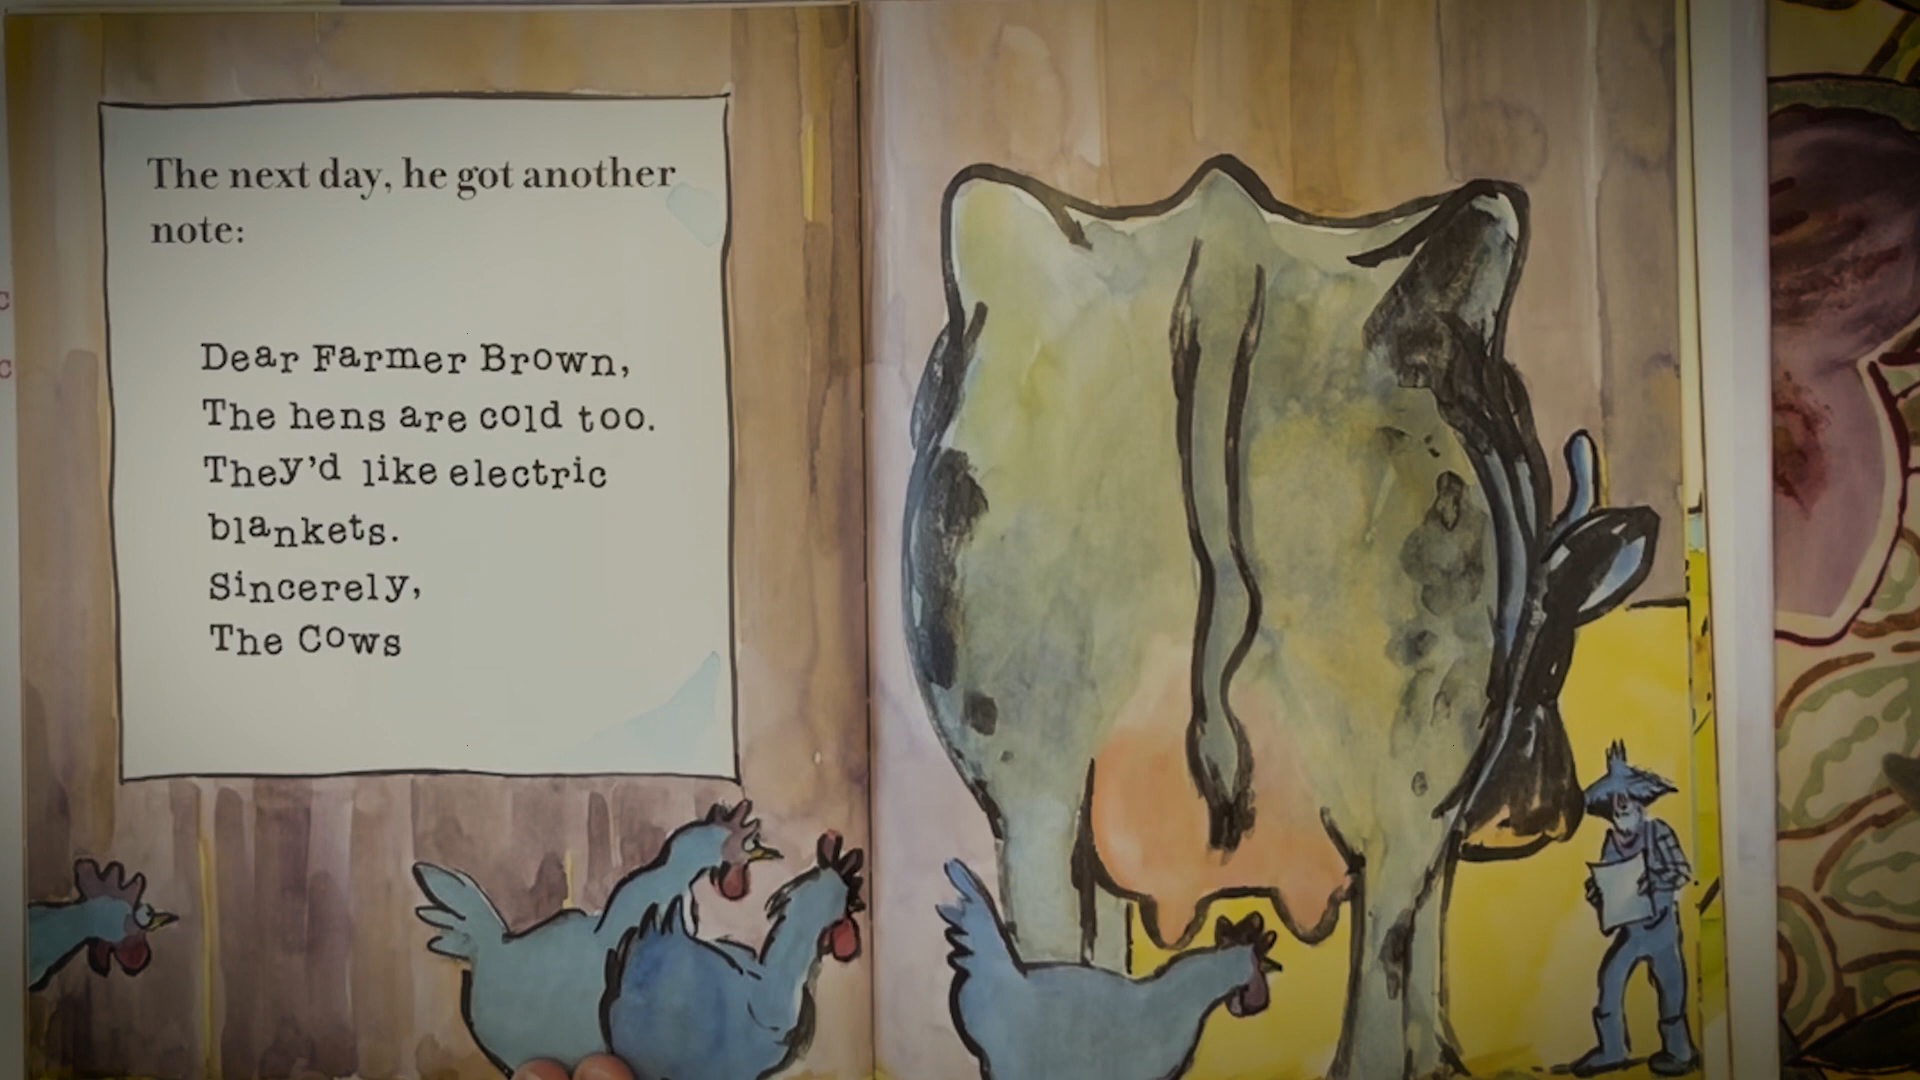 The next day, he got another
note:
Dear Farmer Brown,
The hens are cold too.
They'd like electric
blankets.
Sincerely,
The Cows